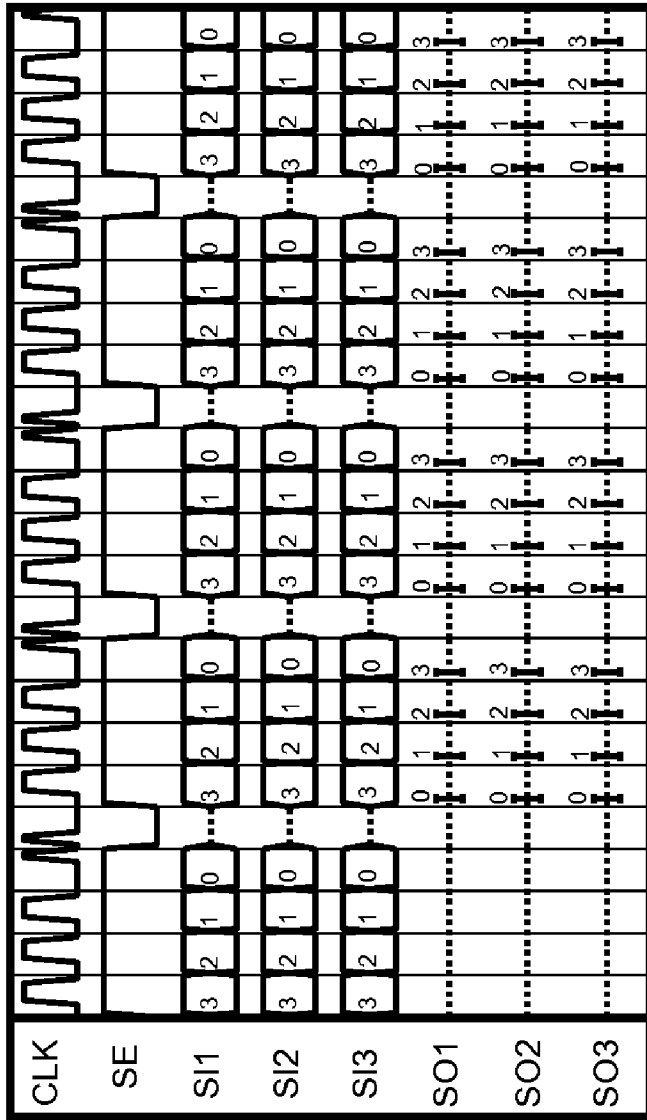 CLK
SE
SI1 3 2 1 0 3 2 1 0 3 2 1 0 3 2 1 0 3 2 1 0
SI2 3 2 1 0 3 2 1 0 3 2 1 0 3 2 1 0 3 2 1 0
SI3 3 2 1 0 3 2 1 0 3 2 1 0 3 2 1 0 3 2 1 0
SO1 0 1 2 3 0 1 2 3 0 1 2 3 0 1 2 3
SO2 0 1 2 3 0 1 2 3 0 1 2 3 0 1 2 3
SO3 0 1 2 3 0 1 2 3 0 1 2 3 0 1 2 3